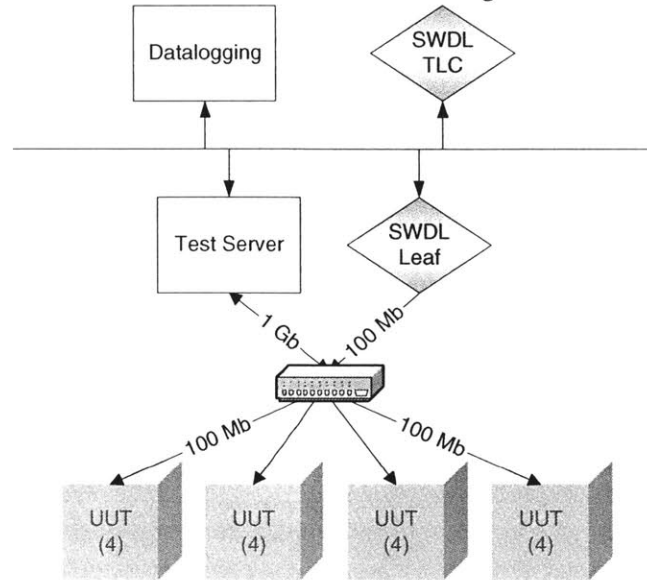 Datalogging
SWDL
TLC
Test Server
SWDL
Leaf
1 Gb
100 Mb
100 Mb
100 Mb
UUT
(4)
UUT
(4)
UUT
(4)
UUT
(4)